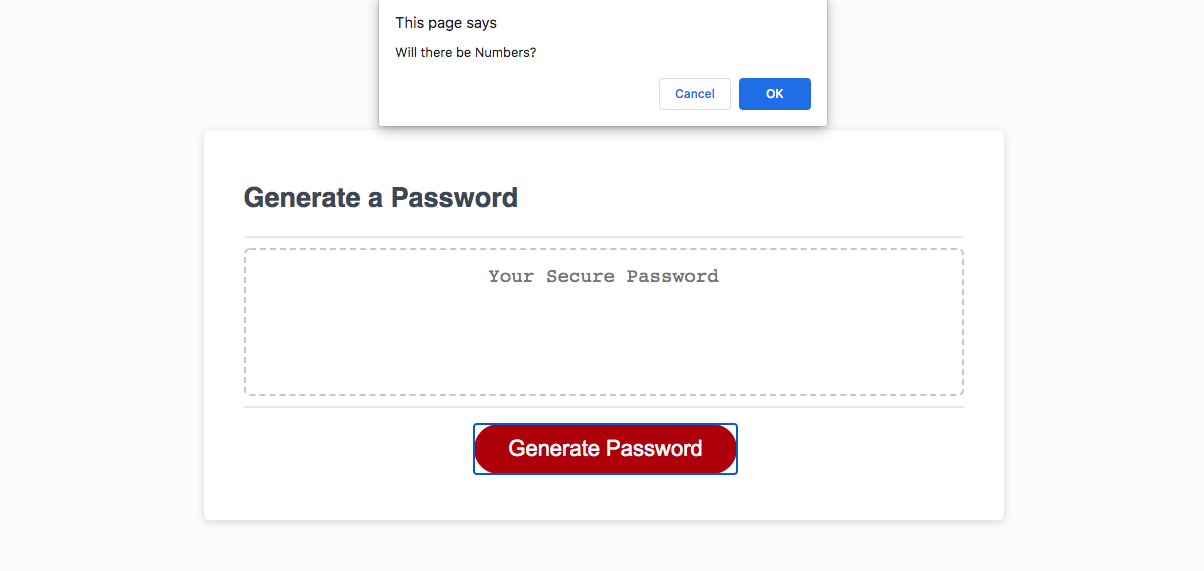 This page says
Will there be Numbers?
Cancel OK
Generate a Password
Your Secure Password
Generate Password